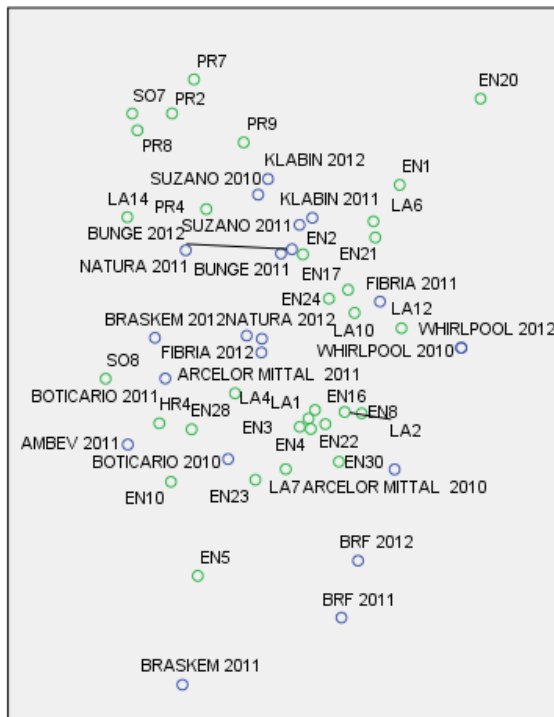 PR7
EN20
SO7
PR2
PR8
PR9
KLABIN 2012
SUZANO 2010
EN1
LA14
PR4
KLABIN 2011
LA6
BUNGE 2012
SUZANO 2011
EN2
EN21
NATURA 2011
BUNGE 2011
EN17
FIBRIA 2011
EN24
LA12
BRASKEM 2012
NATURA 2012
LA10
WHIRLPOOL 2012
SO8
FIBRIA 2012
WHIRLPOOL 2010
ARCELOR MITTAL 2011
BOTICARIO 2011
LA4
LA1
EN16
HR4
EN28
EN8
EN3
LA2
AMBEV 2011
EN4
EN22
BOTICARIO 2010
EN30
EN10
EN23
LA7
ARCELOR MITTAL 2010
EN5
BRF 2012
BRF 2011
BRASKEM 2011